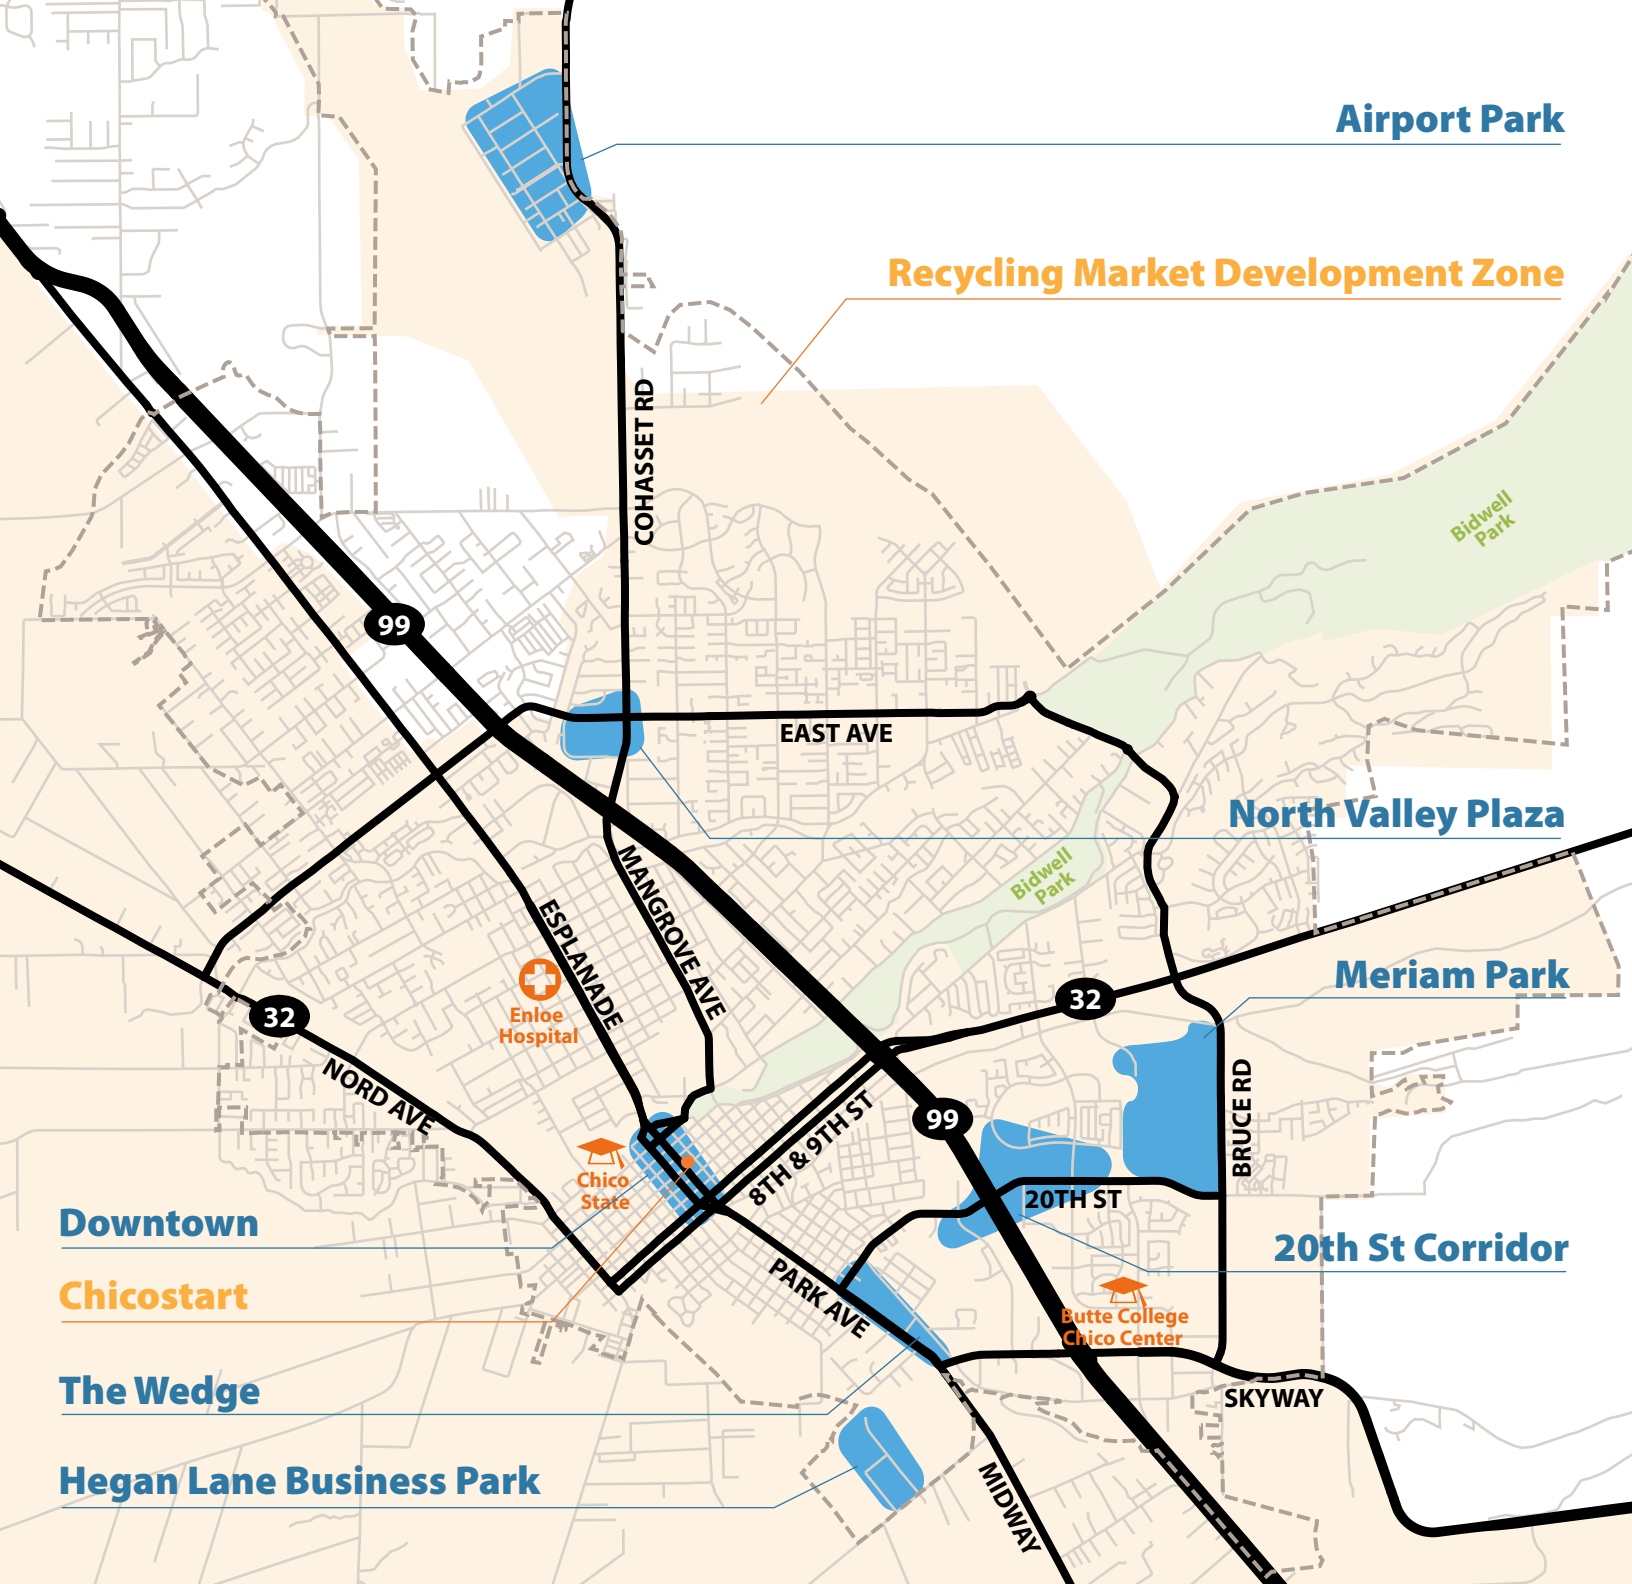 Airport Park
Recycling Market Development Zone
COHASSET RD
Bidwell
Park
99
EAST AVE
North Valley Plaza
Bidwell
Park
MANGROVE AVE
ESPLANADE
Meriam Park
32
Enloe
Hospital
32
NORD AVE
BRUCE RD
99
8TH & 9TH ST
Chico
State
20TH ST
Downtown
20th St Corridor
Chicostart
PARK AVE
Butte College
Chico Center
The Wedge
SKYWAY
Hegan Lane Business Park
MIDWAY